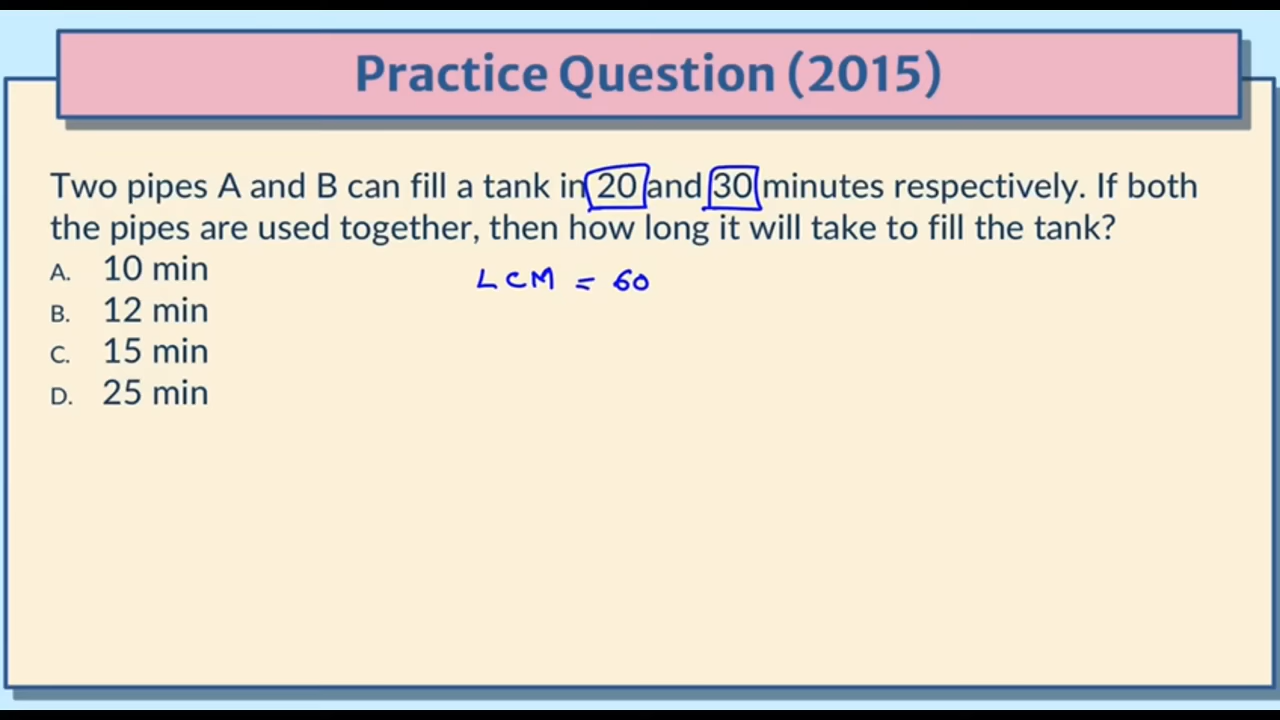 Practice Question (2015)
Two pipes A and B can fill a tank in 20 and 30 minutes respectively. If both
the pipes are used together, then how long it will take to fill the tank?
A. 10 min
LCM = 60
B. 12 min
C. 15 min
D. 25 min